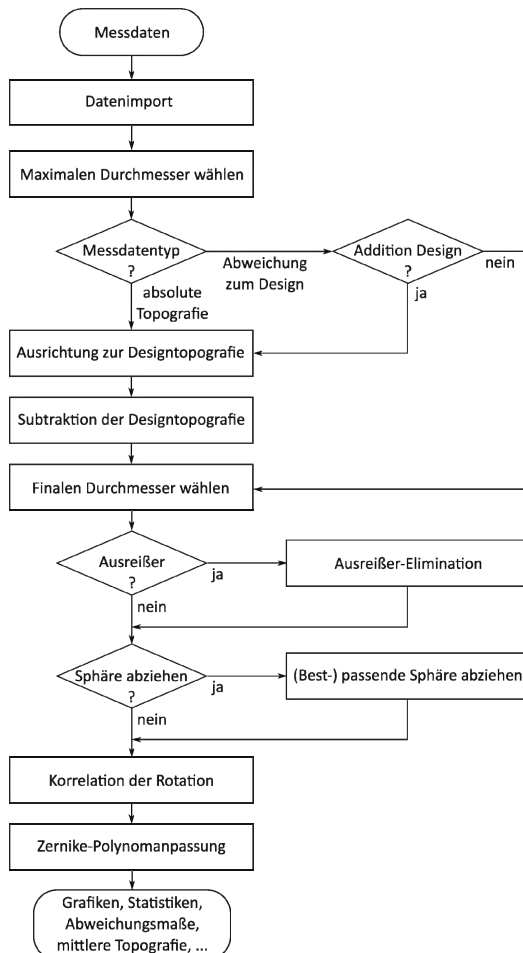 Messdaten
Datenimport
Maximalen Durchmesser wählen
Messdatentyp
?
Abweichung
zum Design
Addition Design
?
nein
ja
absolute
Topografie
Ausrichtung zur Designtopografie
Subtraktion der Designtopografie
Finalen Durchmesser wählen
Ausreißer
?
ja
Ausreißer-Elimination
nein
Sphäre abziehen
?
ja
(Best-) passende Sphäre abziehen
nein
Korrelation der Rotation
Zernike-Polynomanpassung
Grafiken, Statistiken,
Abweichungsmaße,
mittlere Topografie, ...